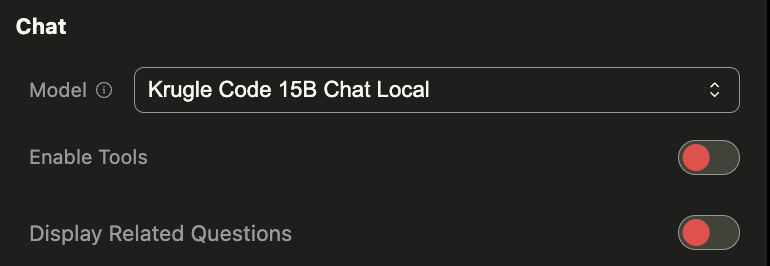 Chat
Model
Krugle Code 15B Chat Local
Enable Tools
Display Related Questions